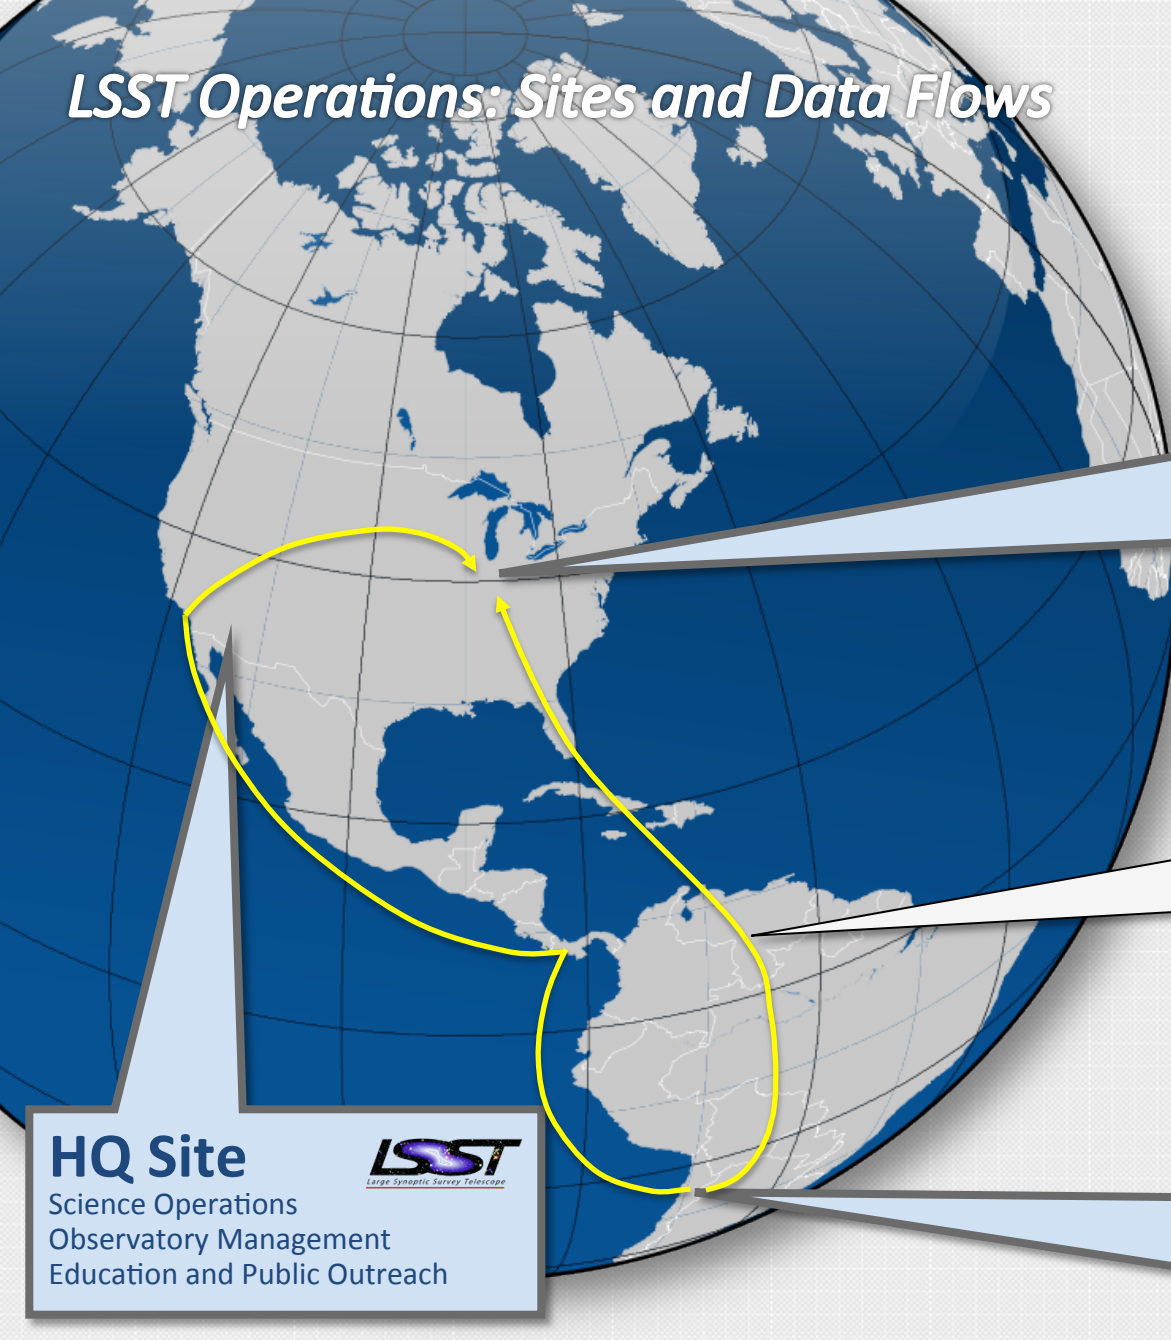 LSST Operations: Sites and Data Flows
HQ Site
LSST
Large Synoptic Survey Telescope
Science Operations
Observatory Management
Education and Public Outreach